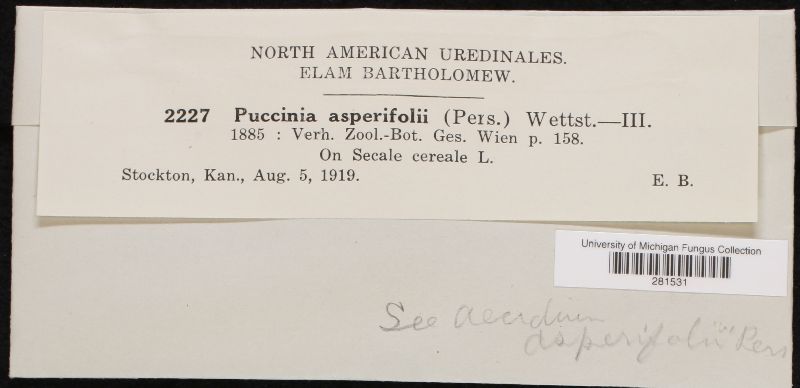 NORTH AMERICAN UREDINALES.
ELAM BARTHOLOMEW.
2227 Puccinia asperifolii (Pers.) Wettst.—III.
1885 : Verh. Zool.-Bot. Ges. Wien p. 158.
On Secale cereale L.
Stockton, Kan., Aug. 5, 1919. E. B.
University of Michigan Fungus Collection
281531
See Aecidium
asperifolii Pers